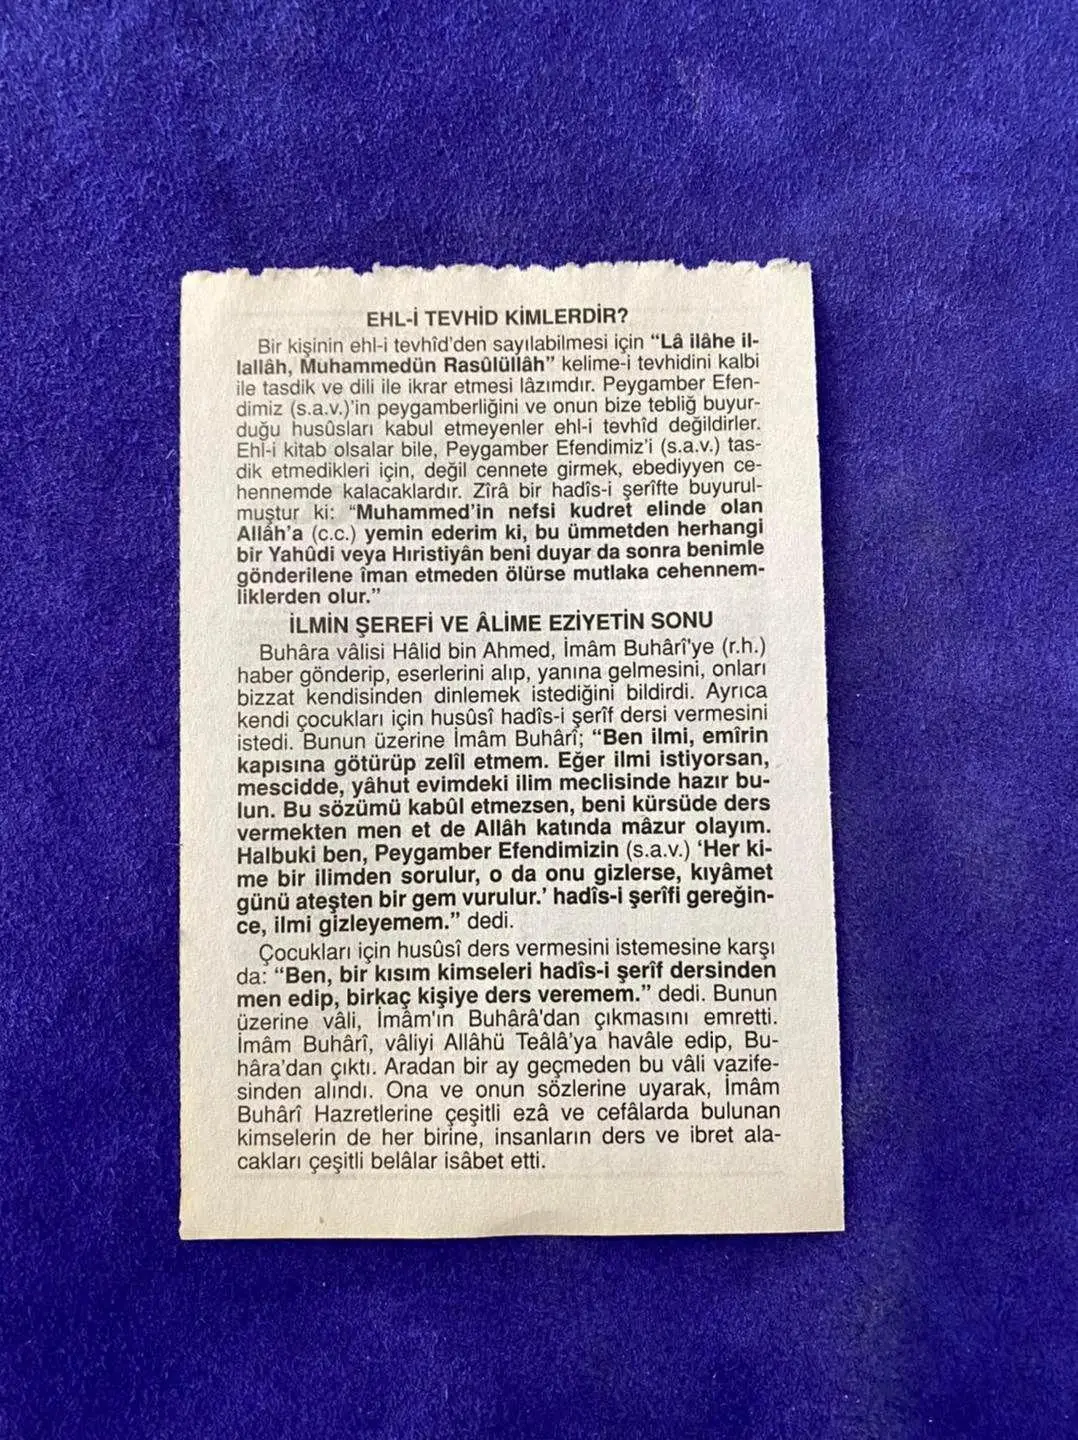 EHL-İ TEVHİD KİMLERDİR?
Bir kişinin ehl-i tevhîd'den sayılabilmesi için “Lâ ilâhe il-
lallâh, Muhammedün Rasûlüllâh” kelime-i tevhidini kalbi
ile tasdik ve dili ile ikrar etmesi lâzımdır. Peygamber Efen-
dimiz (s.a.v.)'in peygamberliğini ve onun bize tebliğ buyur-
duğu husûsları kabul etmeyenler ehl-i tevhîd değildirler.
Ehl-i kitab olsalar bile, Peygamber Efendimiz'i (s.a.v.) tas-
dik etmedikleri için, değil cennete girmek, ebediyyen ce-
hennemde kalacaklardır. Zîrâ bir hadîs-i şerîfte buyurul-
muştur ki: “Muhammed'in nefsi kudret elinde olan
Allâh'a (c.c.) yemin ederim ki, bu ümmetden herhangi
bir Yahûdi veya Hıristiyân beni duyar da sonra benimle
gönderilene îman etmeden ölürse mutlaka cehennem-
liklerden olur.”
İLMİN ŞEREFİ VE ÂLİME EZİYETİN SONU
Buhâra vâlisi Hâlid bin Ahmed, İmâm Buhârî'ye (r.h.)
haber gönderip, eserlerini alıp, yanına gelmesini, onları
bizzat kendisinden dinlemek istediğini bildirdi. Ayrıca
kendi çocukları için husûsî hadîs-i şerîf dersi vermesini
istedi. Bunun üzerine İmâm Buhârî; “Ben ilmi, emîrin
kapısına götürüp zelîl etmem. Eğer ilmi istiyorsan,
mescidde, yâhut evimdeki ilim meclisinde hazır bu-
lun. Bu sözümü kabûl etmezsen, beni kürsüde ders
vermekten men et de Allâh katında mâzur olayım.
Halbuki ben, Peygamber Efendimizin (s.a.v.) ‘Her ki-
me bir ilimden sorulur, o da onu gizlerse, kıyâmet
günü ateşten bir gem vurulur.’ hadîs-i şerîfi gereğin-
ce, ilmi gizleyemem.” dedi.
Çocukları için husûsî ders vermesini istemesine karşı
da: “Ben, bir kısım kimseleri hadîs-i şerîf dersinden
men edip, birkaç kişiye ders veremem.” dedi. Bunun
üzerine vâli, İmâm'ın Buhârâ'dan çıkmasını emretti.
İmâm Buhârî, vâliyi Allâhü Teâlâ'ya havâle edip, Bu-
hâra'dan çıktı. Aradan bir ay geçmeden bu vâli vazife-
sinden alındı. Ona ve onun sözlerine uyarak, İmâm
Buhârî Hazretlerine çeşitli ezâ ve cefâlarda bulunan
kimselerin de her birine, insanların ders ve ibret ala-
cakları çeşitli belâlar isâbet etti.